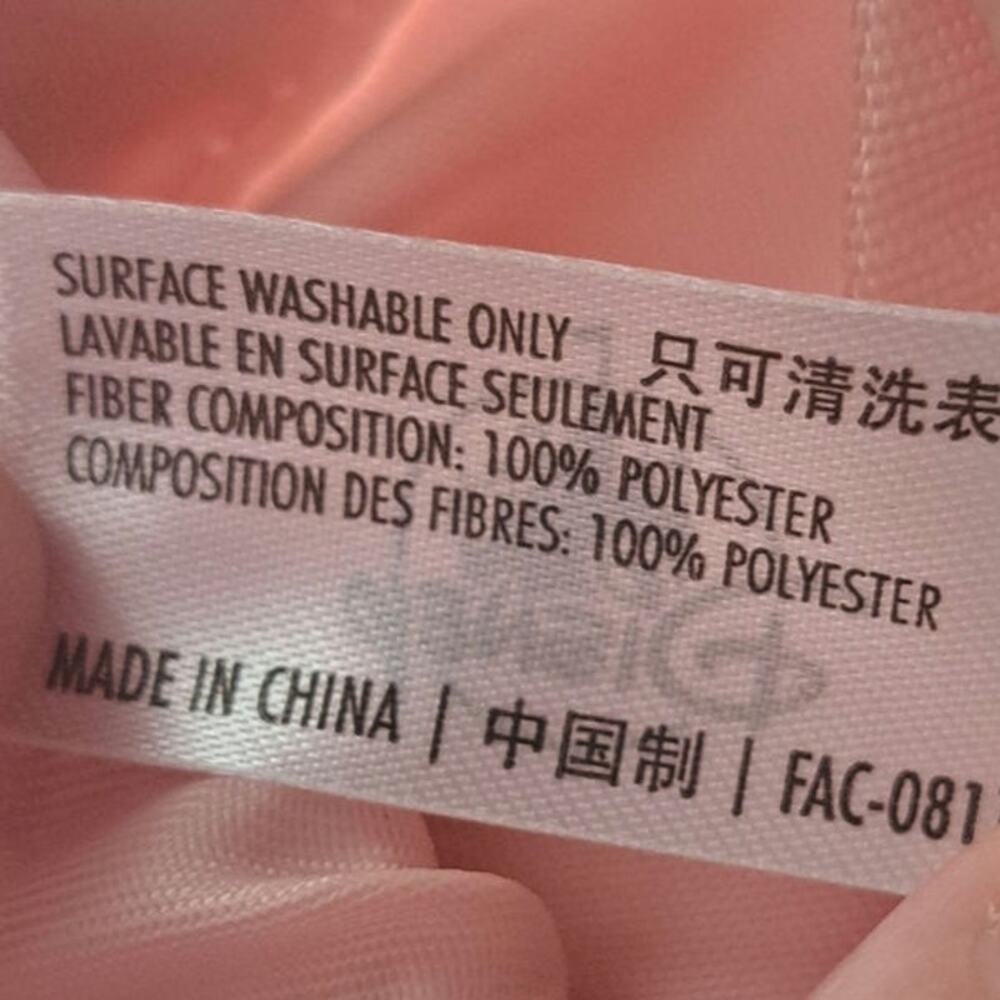 SURFACE WASHABLE ONLY 只可清洗表
LAVABLE EN SURFACE SEULEMENT
FIBER COMPOSITION: 100% POLYESTER
COMPOSITION DES FIBRES: 100% POLYESTER
MADE IN CHINA | 中国制 | FAC-081